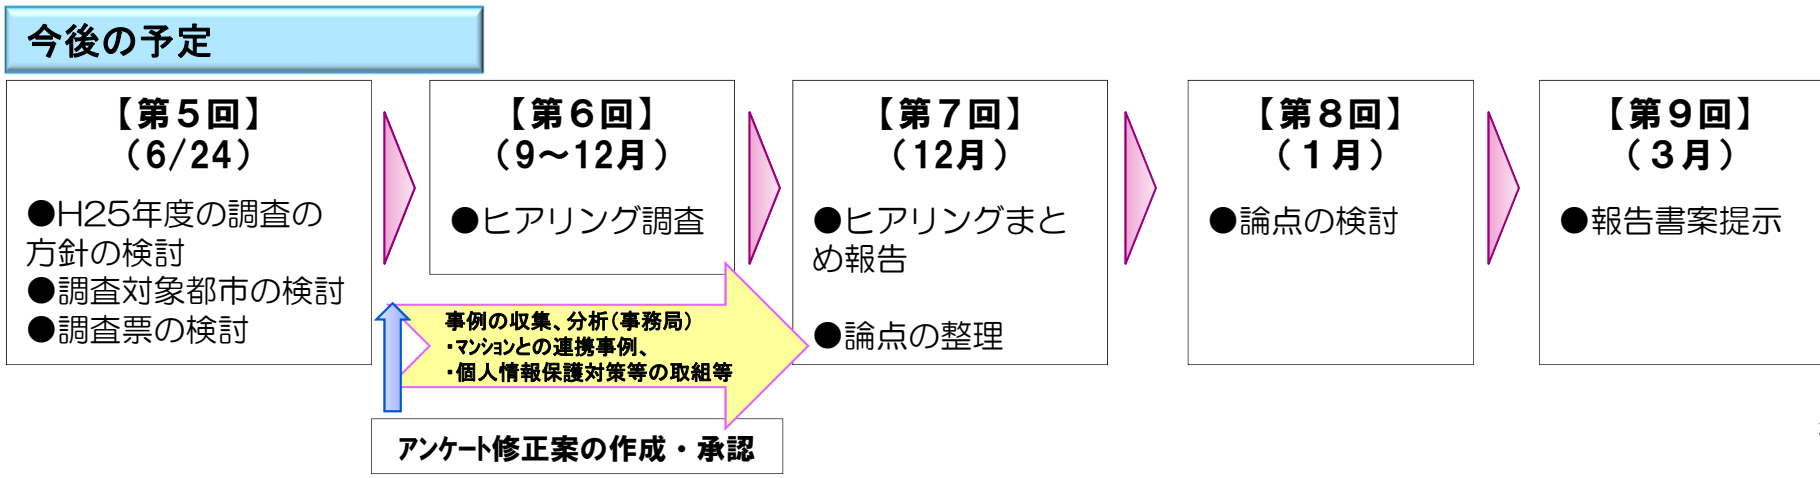 今後の予定
【第５回】
（6/24）
●H25年度の調査の
方針の検討
●調査対象都市の検討
●調査票の検討
【第６回】
（9～12月）
●ヒアリング調査
【第７回】
（12月）
●ヒアリングまと
め報告
●論点の整理
【第８回】
（１月）
●論点の検討
【第９回】
（３月）
●報告書案提示
事例の収集、分析（事務局）
・マンションとの連携事例、
・個人情報保護対策等の取組等
アンケート修正案の作成・承認